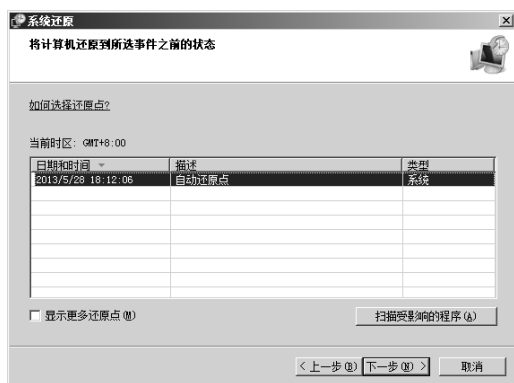 系统还原
将计算机还原到所选事件之前的状态
如何选择还原点?
当前时区: GMT+8:00
日期和时间 描述 类型
2013/5/28 18:12:06 自动还原点 系统
显示更多还原点(M) 扫描受影响的程序(A)
<上一步(B) 下一步(N)> 取消